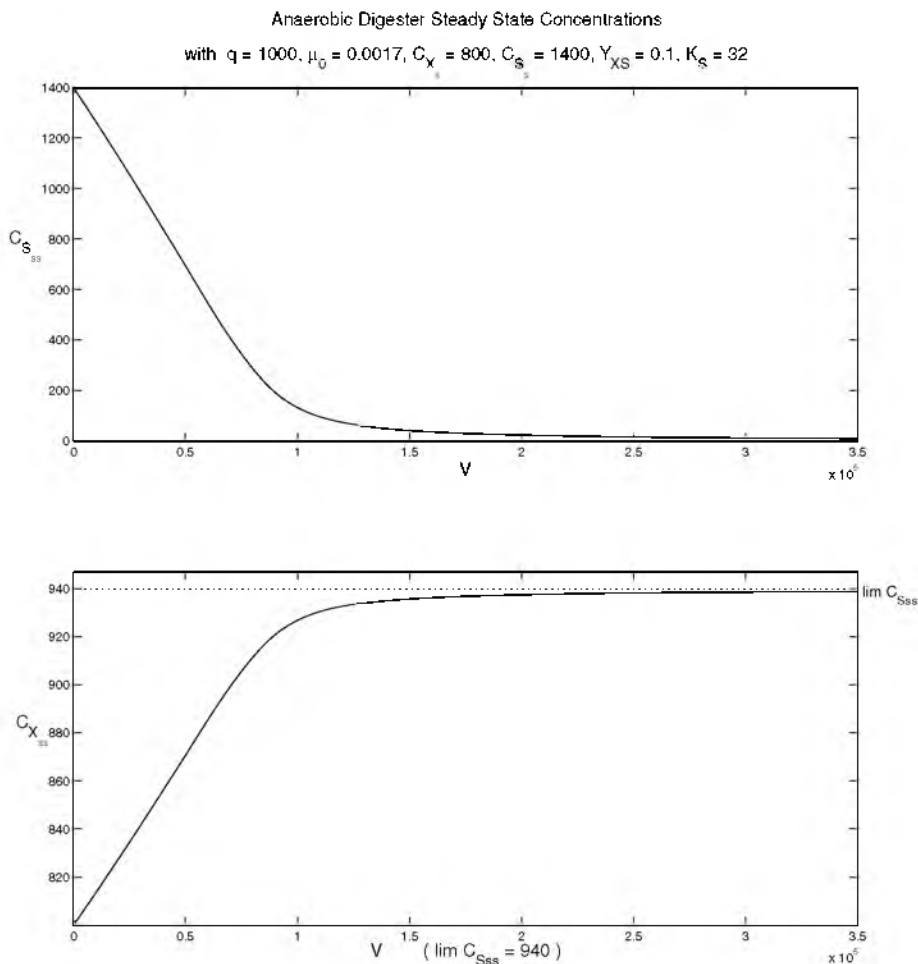 Anaerobic Digester Steady State Concentrations
with q = 1000, μ0 = 0.0017, CXs = 800, CSs = 1400, YXS = 0.1, KS = 32
1400
1200
1000
800
600
400
200
0
CSss
0 0.5 1 1.5 2 2.5 3 3.5
V
x 10
940
920
900
880
860
840
820
CXss
lim CSss
0 0.5 1 1.5 2 2.5 3 3.5
V ( lim CSss = 940 )
x 10